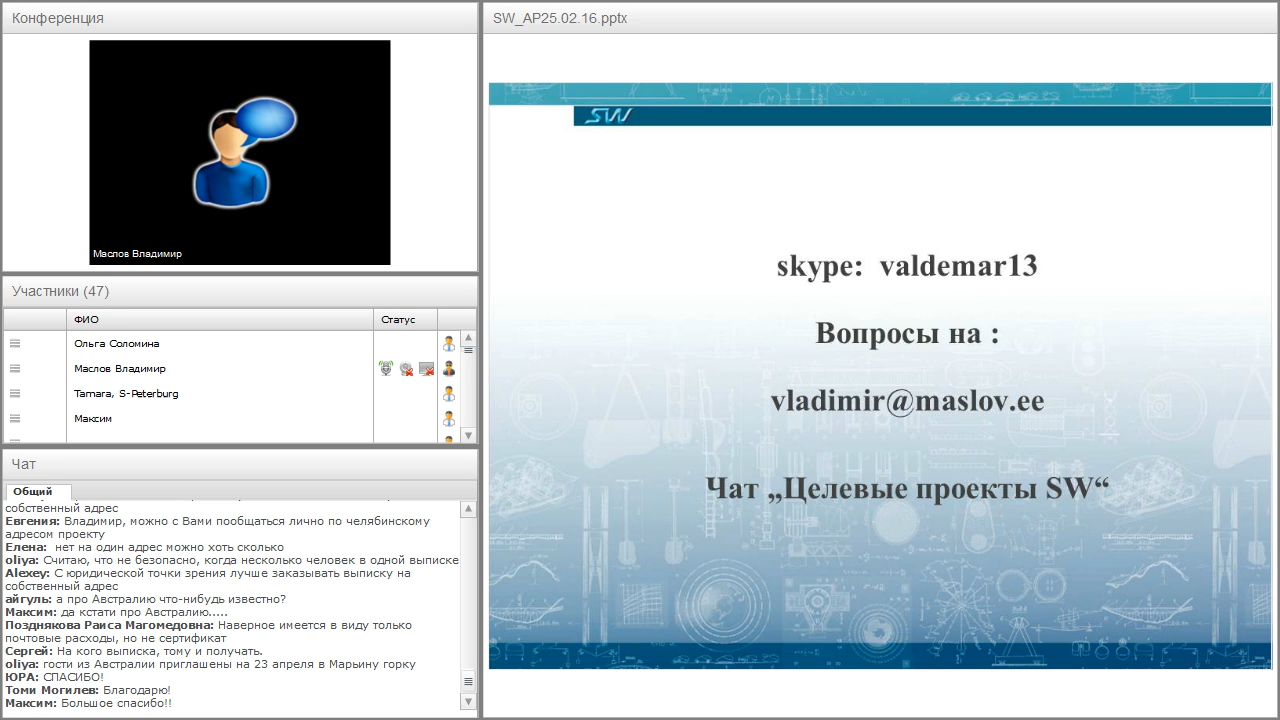 Конференция
Маслов Владимир
Участники (47)
ФИО
Статус
Ольга Саломина
Маслов Владимир
Tamara, S-Peterburg
Максим
Чат
Общий
собственный адрес
Евгения: Владимир, можно с Вами пообщаться лично по челябинскому
адресом проекту
Елена: нет на один адрес можно хоть сколько
oliya: Считаю, что не безопасно, когда несколько человек в одной выписке
Alexey: С юридической точки зрения лучше заказывать выписку на
собственный адрес
айгуль: а про Австралию что-нибудь известно?
Максим: да кстати про Австралию.....
Позднякова Раиса Магомедовна: Наверное имеется в виду только
почтовые расходы, но не сертификат
Сергей: На кого выписка, тому и получать.
oliya: Гости из Австралии приглашены на 23 апреля в Марьину горку
ЮРА: СПАСИБО!
Томи Могилев: Благодарю!
Максим: Большое спасибо!!
SW_AP25.02.16.pptx
SW
skype: valdemar13
Вопросы на :
vladimir@maslov.ee
Чат „Целевые проекты SW“